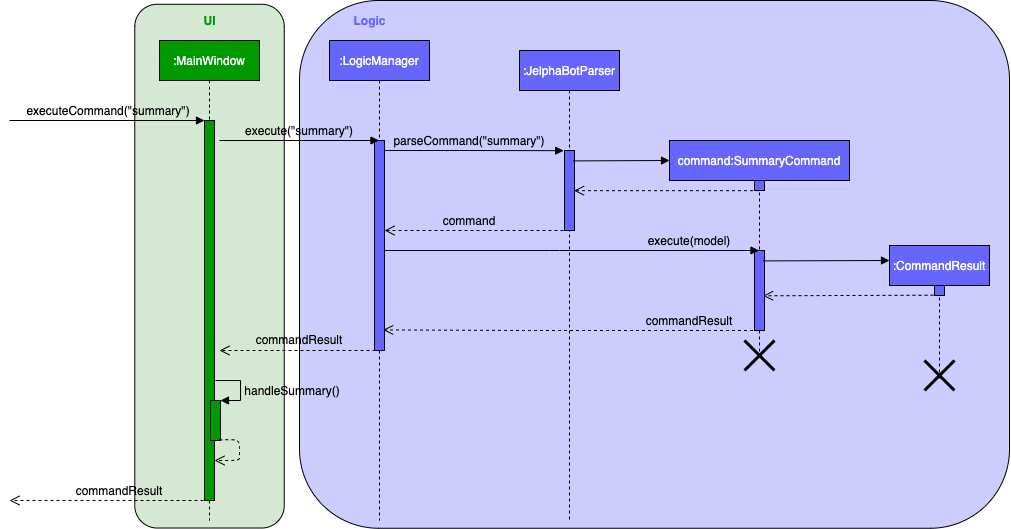 UI
Logic
:MainWindow
:LogicManager
:JelphaBotParser
executeCommand("summary")
execute("summary")
parseCommand("summary")
command:SummaryCommand
command
execute(model)
:CommandResult
commandResult
commandResult
handleSummary()
commandResult